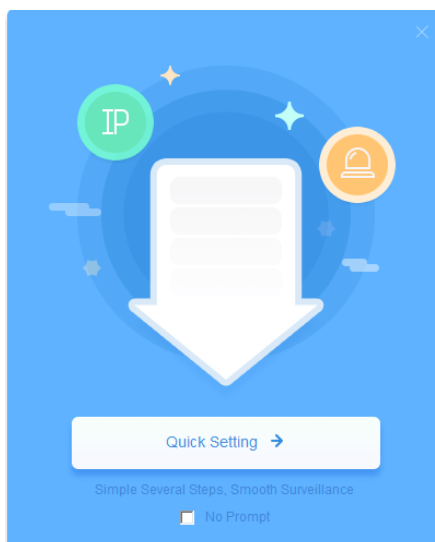 IP
Quick Setting
Simple Several Steps, Smooth Surveillance
No Prompt